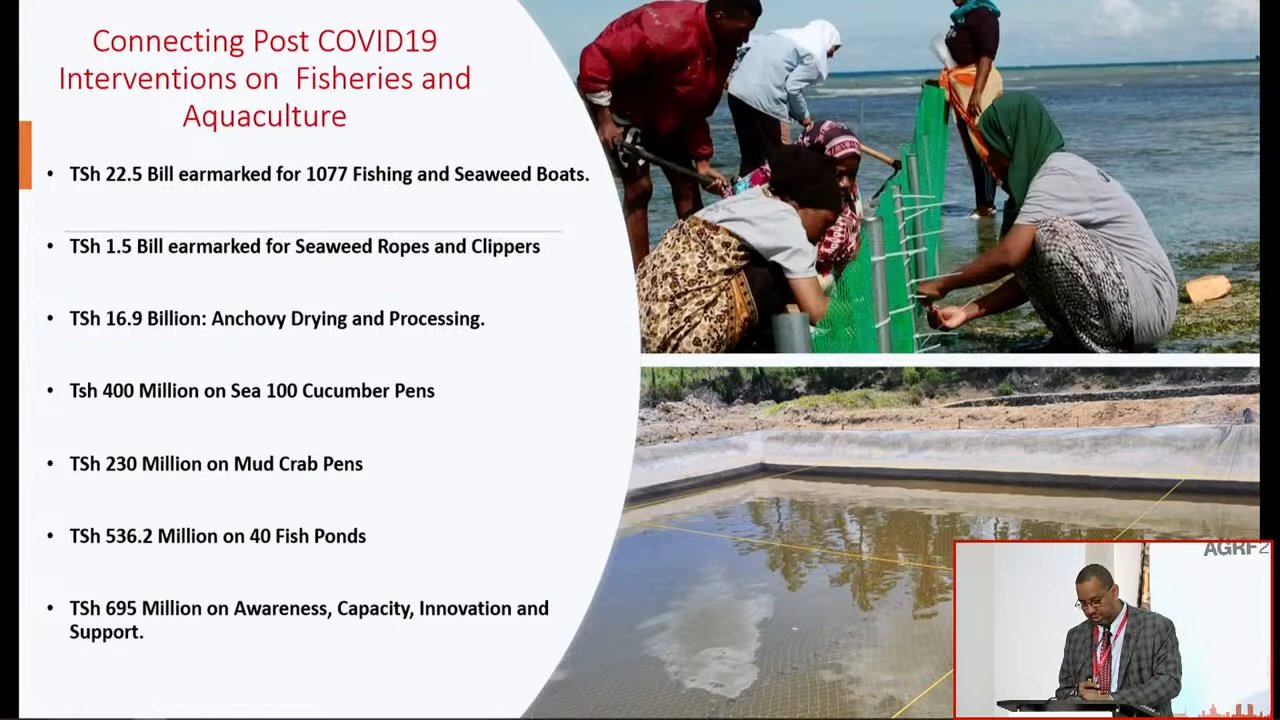 Connecting Post COVID19
Interventions on Fisheries and
Aquaculture
• TSh 22.5 Bill earmarked for 1077 Fishing and Seaweed Boats.
• TSh 1.5 Bill earmarked for Seaweed Ropes and Clippers
• TSh 16.9 Billion: Anchovy Drying and Processing.
• Tsh 400 Million on Sea 100 Cucumber Pens
• TSh 230 Million on Mud Crab Pens
• TSh 536.2 Million on 40 Fish Ponds
• TSh 695 Million on Awareness, Capacity, Innovation and
Support.
AGRF2